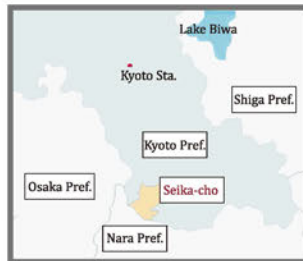 Lake Biwa
Kyoto Sta.
Shiga Pref.
Kyoto Pref.
Osaka Pref.
Seika-cho
Nara Pref.